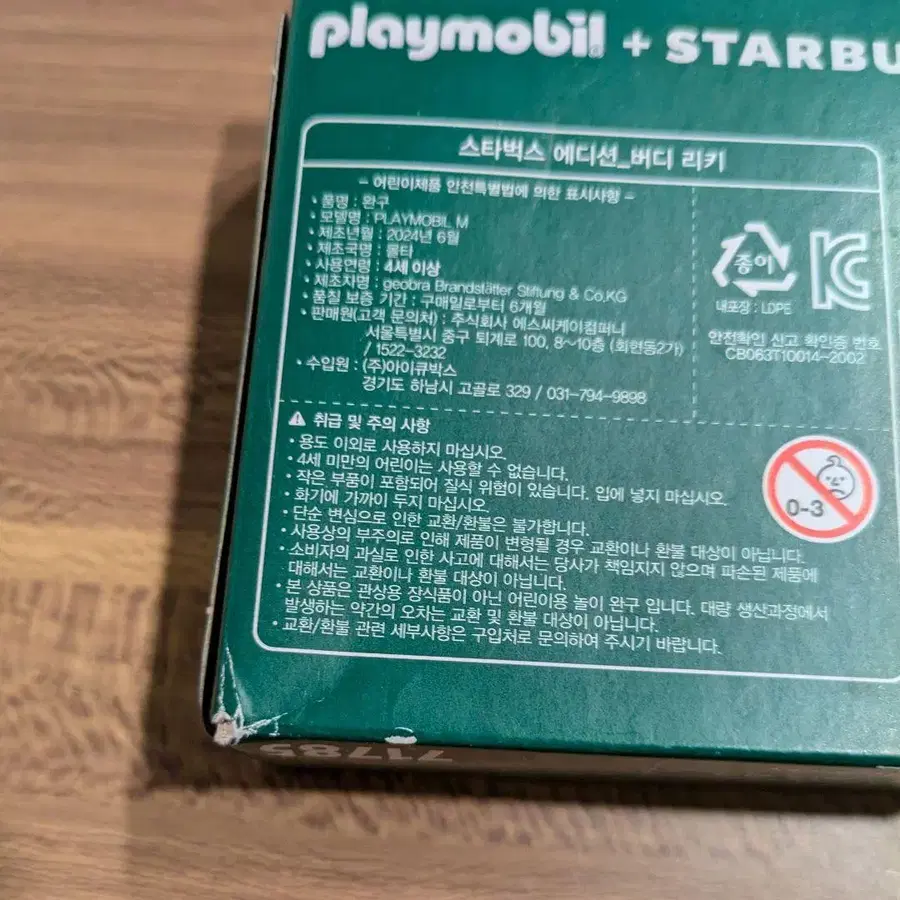 playmobil + STARBU
스타벅스 에디션_버디 리키
- 어린이제품 안전특별법에 의한 표시사항 -
• 품명 : 완구
• 모델명 : PLAYMOBIL M
• 제조년월 : 2024년 6월
• 제조국명 : 몰타
• 사용연령 : 4세 이상
• 제조자명 : geobra Brandstätter Stiftung & Co.KG
• 품질 보증 기간 : 구매일로부터 6개월
• 판매원(고객 문의처) : 주식회사 에스씨케이컴퍼니
서울특별시 중구 퇴계로 100, 8~10층 (회현동2가)
/ 1522-3232
• 수입원 : (주)아이큐박스
경기도 하남시 고골로 329 / 031-794-9898
종이
내포장 : LDPE
안전확인 신고 확인증 번호
CB063T10014-2002
⚠ 취급 및 주의 사항
• 용도 이외로 사용하지 마십시오.
• 4세 미만의 어린이는 사용할 수 없습니다.
• 작은 부품이 포함되어 질식 위험이 있습니다. 입에 넣지 마십시오.
• 화기에 가까이 두지 마십시오.
• 단순 변심으로 인한 교환/환불은 불가합니다.
• 사용상의 부주의로 인해 제품이 변형될 경우 교환이나 환불 대상이 아닙니다.
• 소비자의 과실로 인한 사고에 대해서는 당사가 책임지지 않으며 파손된 제품에
대해서는 교환이나 환불 대상이 아닙니다.
• 본 상품은 관상용 장식품이 아닌 어린이용 놀이 완구 입니다. 대량 생산과정에서
발생하는 약간의 오차는 교환 및 환불 대상이 아닙니다.
• 교환/환불 관련 세부사항은 구입처로 문의하여 주시기 바랍니다.
0-3
71785